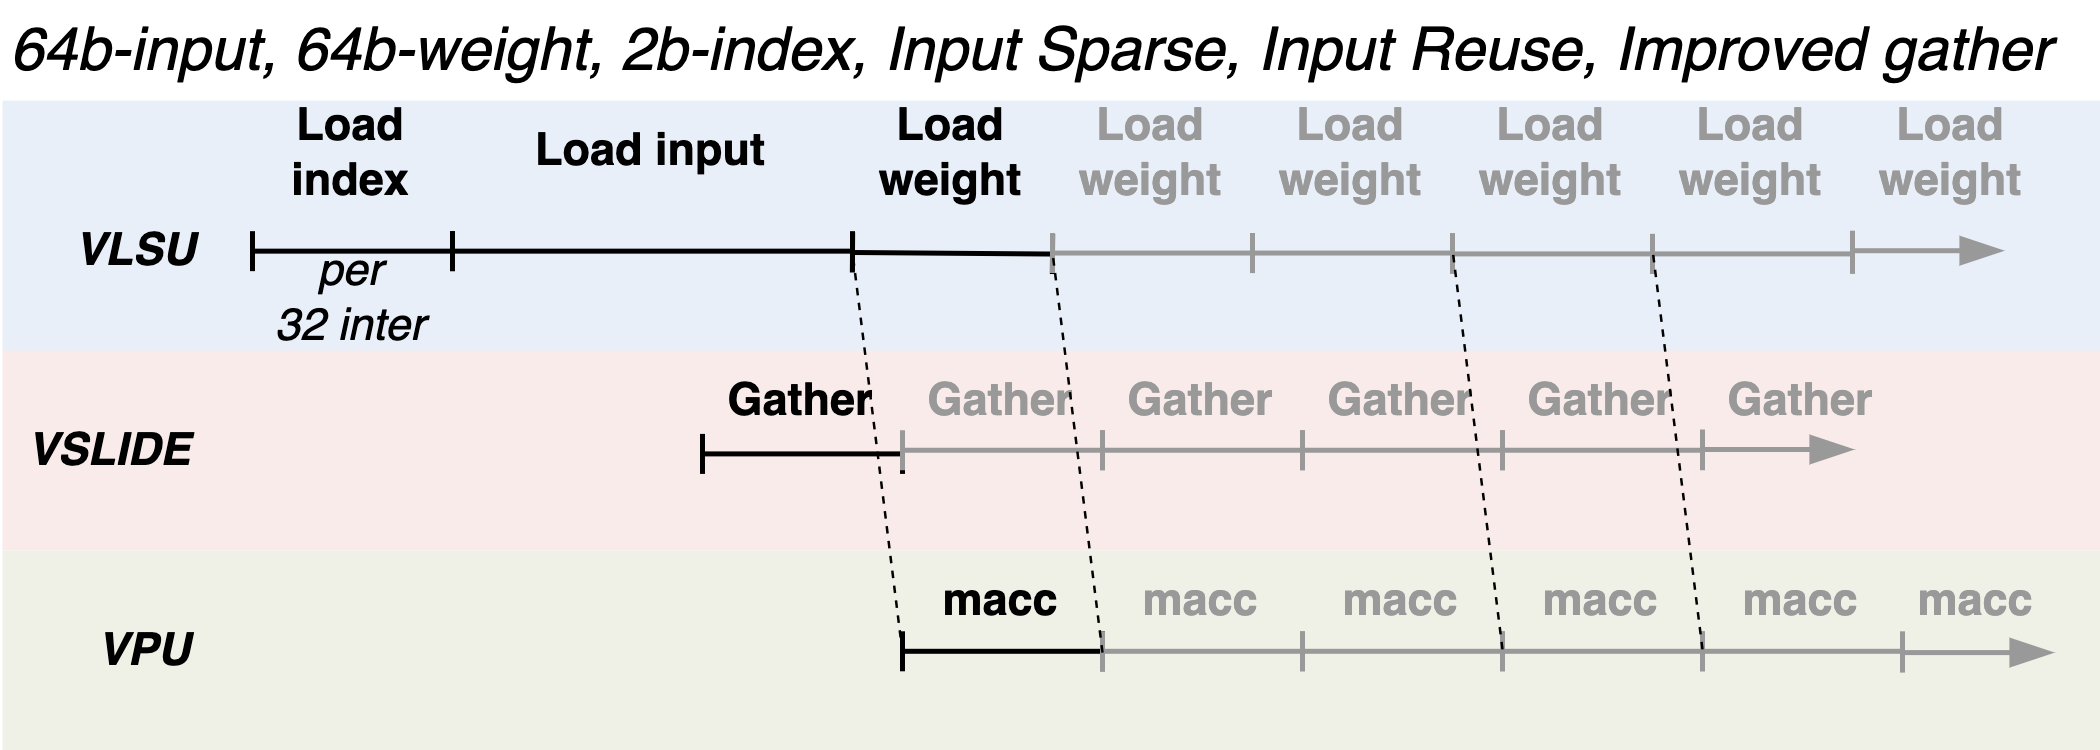 64b-input, 64b-weight, 2b-index, Input Sparse, Input Reuse, Improved gather
Load index
Load input
Load weight
Load weight
Load weight
Load weight
Load weight
Load weight
VLSU
per
32 inter
Gather
Gather
Gather
Gather
Gather
Gather
VSLIDE
macc
macc
macc
macc
macc
macc
VPU